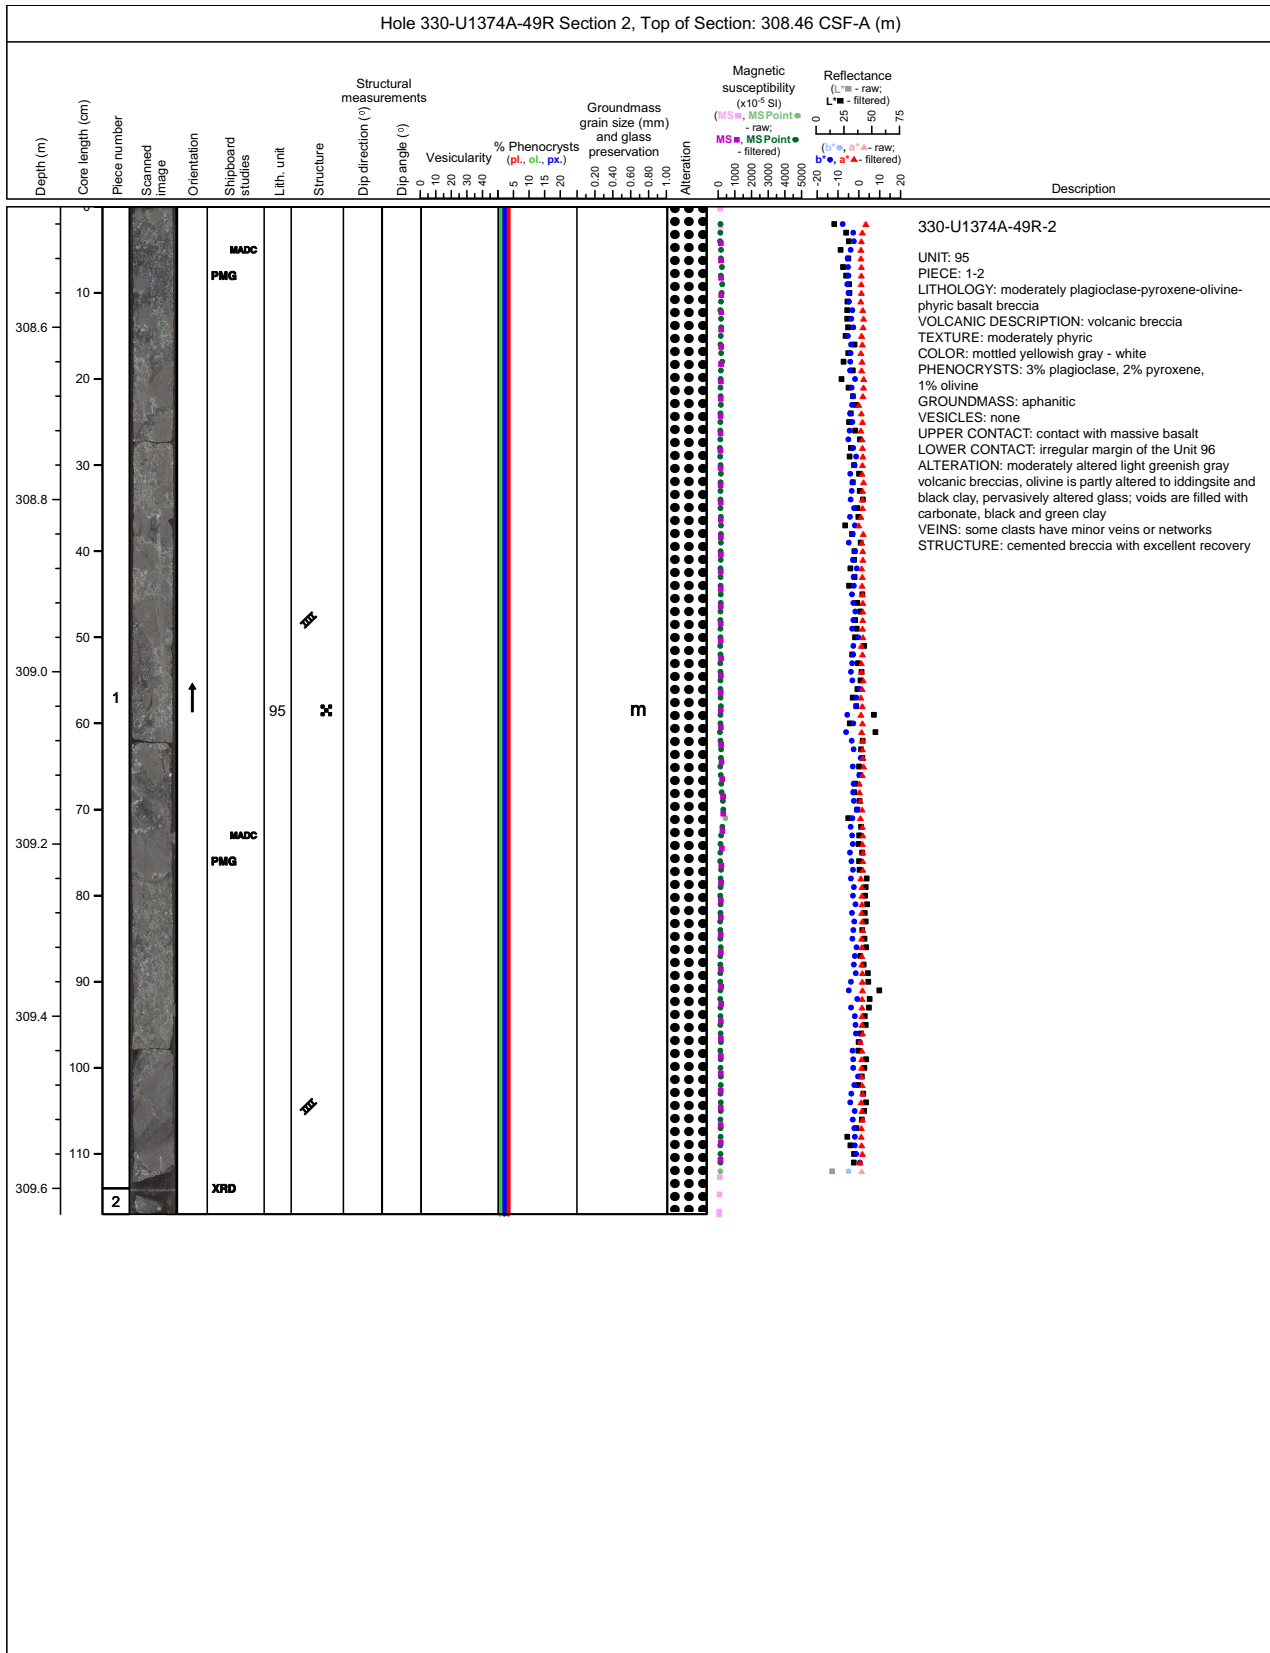 Hole 330-U1374A-49R Section 2, Top of Section: 308.46 CSF-A (m)
Depth (m)
Core length (cm)
Piece number
Scanned
image
Orientation
Shipboard
studies
Lith. unit
Structure
Structural
measurements
Dip direction (º)
Dip angle (º)
Vesicularity
0 10 20 30 40
% Phenocrysts
(pl., ol., px.)
5 10 15 20
Groundmass
grain size (mm)
and glass
preservation
0.20 0.40 0.60 0.80 1.00
Alteration
Magnetic
susceptibility
(x10-5 SI)
(MS■, MSPoint●
- raw;
MS■, MSPoint●
- filtered)
0 1000 2000 3000 4000 5000
Reflectance
(L*■ - raw;
L*■ - filtered)
0 25 50 75
(b*●, a*▲- raw;
b*●, a*▲- filtered)
-20 -10 0 10 20
Description
0
MADC
PMG
10
308.6
20
30
308.8
40
50
309.0
1
95
m
60
70
MADC
309.2
PMG
80
90
309.4
100
110
309.6
XRD
2
330-U1374A-49R-2
UNIT: 95
PIECE: 1-2
LITHOLOGY: moderately plagioclase-pyroxene-olivine-
phyric basalt breccia
VOLCANIC DESCRIPTION: volcanic breccia
TEXTURE: moderately phyric
COLOR: mottled yellowish gray - white
PHENOCRYSTS: 3% plagioclase, 2% pyroxene,
1% olivine
GROUNDMASS: aphanitic
VESICLES: none
UPPER CONTACT: contact with massive basalt
LOWER CONTACT: irregular margin of the Unit 96
ALTERATION: moderately altered light greenish gray
volcanic breccias, olivine is partly altered to iddingsite and
black clay, pervasively altered glass; voids are filled with
carbonate, black and green clay
VEINS: some clasts have minor veins or networks
STRUCTURE: cemented breccia with excellent recovery